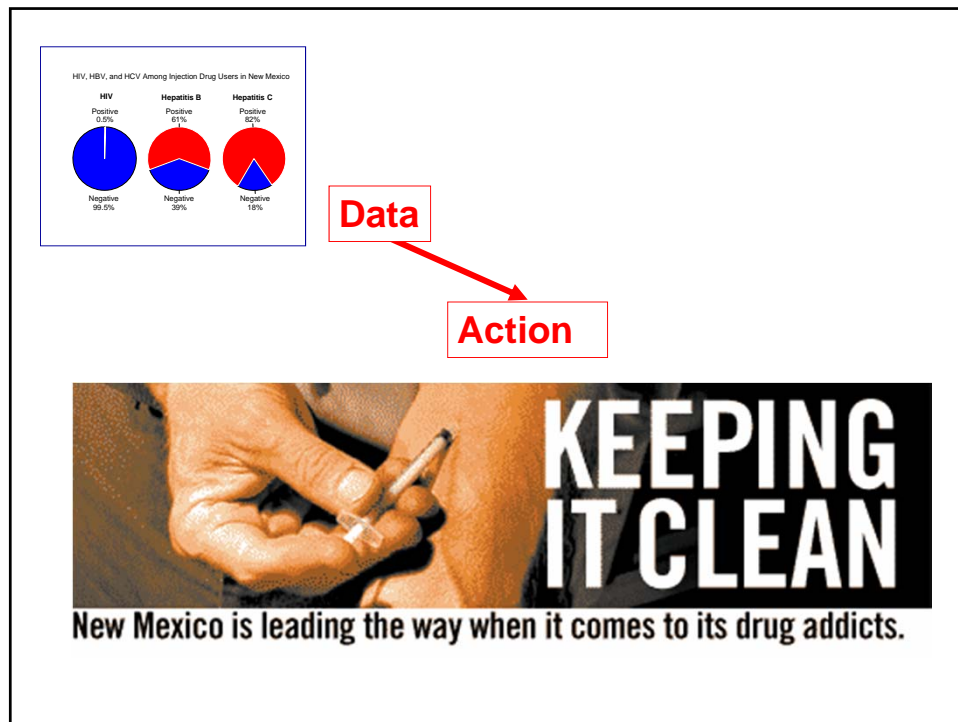 HIV, HBV, and HCV Among Injection Drug Users in New Mexico
HIV Hepatitis B Hepatitis C
Positive Positive Positive
0.5% 61% 82%
Negative Negative Negative
99.5% 39% 18%
Data
Action
KEEPING
IT CLEAN
New Mexico is leading the way when it comes to its drug addicts.